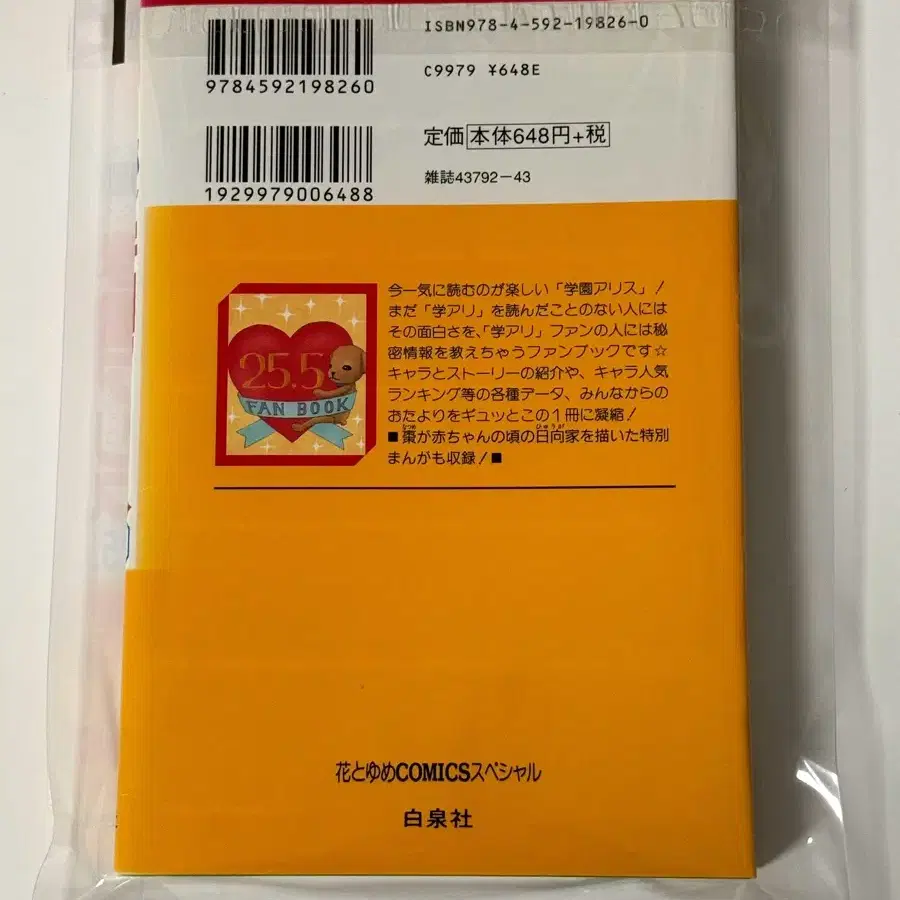 ISBN978-4-592-19826-0
9784592198260
C9979 ¥648E
定価 本体648円+税
1929979006488
雑誌43792-43
25.5
FAN BOOK
今一気に読むのが楽しい「学園アリス」!
まだ「学アリ」を読んだことのない人には
その面白さを、「学アリ」ファンの人には秘
密情報を教えちゃうファンブックです☆
キャラとストーリーの紹介や、キャラ人気
ランキング等の各種データ、みんなからの
おたよりをギュッとこの1冊に凝縮!
■棗が赤ちゃんの頃の日向家を描いた特別
まんがも収録!■
花とゆめCOMICSスペシャル
白泉社